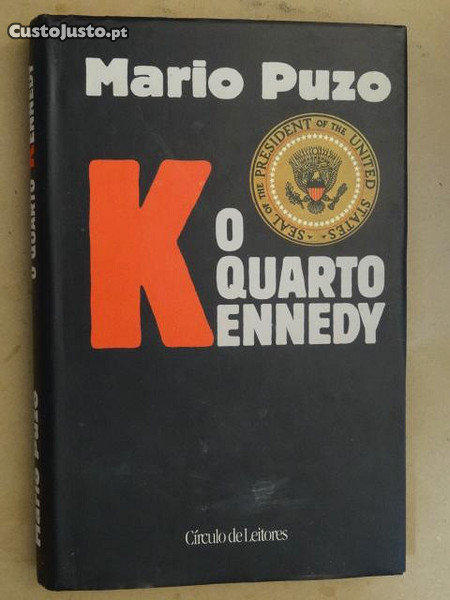 CustoJusto.pt
Mario Puzo
SEAL OF THE PRESIDENT OF THE UNITED STATES
O
QUARTO
KENNEDY
Círculo de Leitores
O QUARTO KENNEDY
Mario Puzo